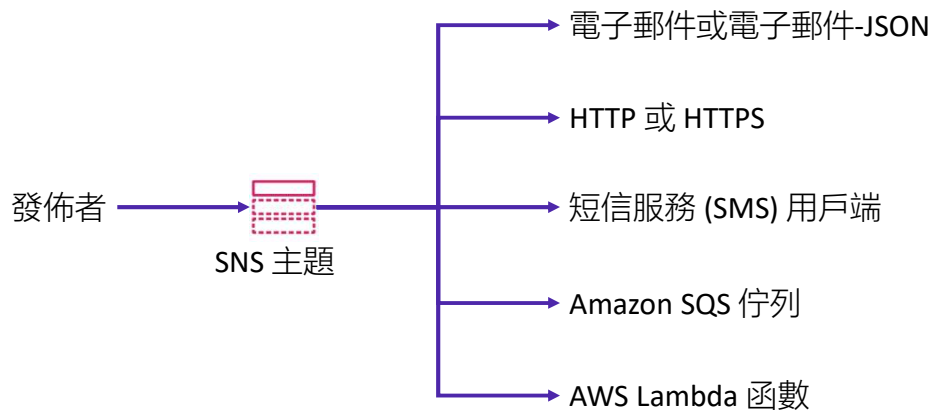 電子郵件或電子郵件-JSON
HTTP 或 HTTPS
發佈者
短信服務 (SMS) 用戶端
SNS 主題
Amazon SQS 佇列
AWS Lambda 函數